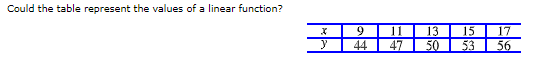 Could the table represent the values of a linear function?
x 9 11 13 15 17
y 44 47 50 53 56